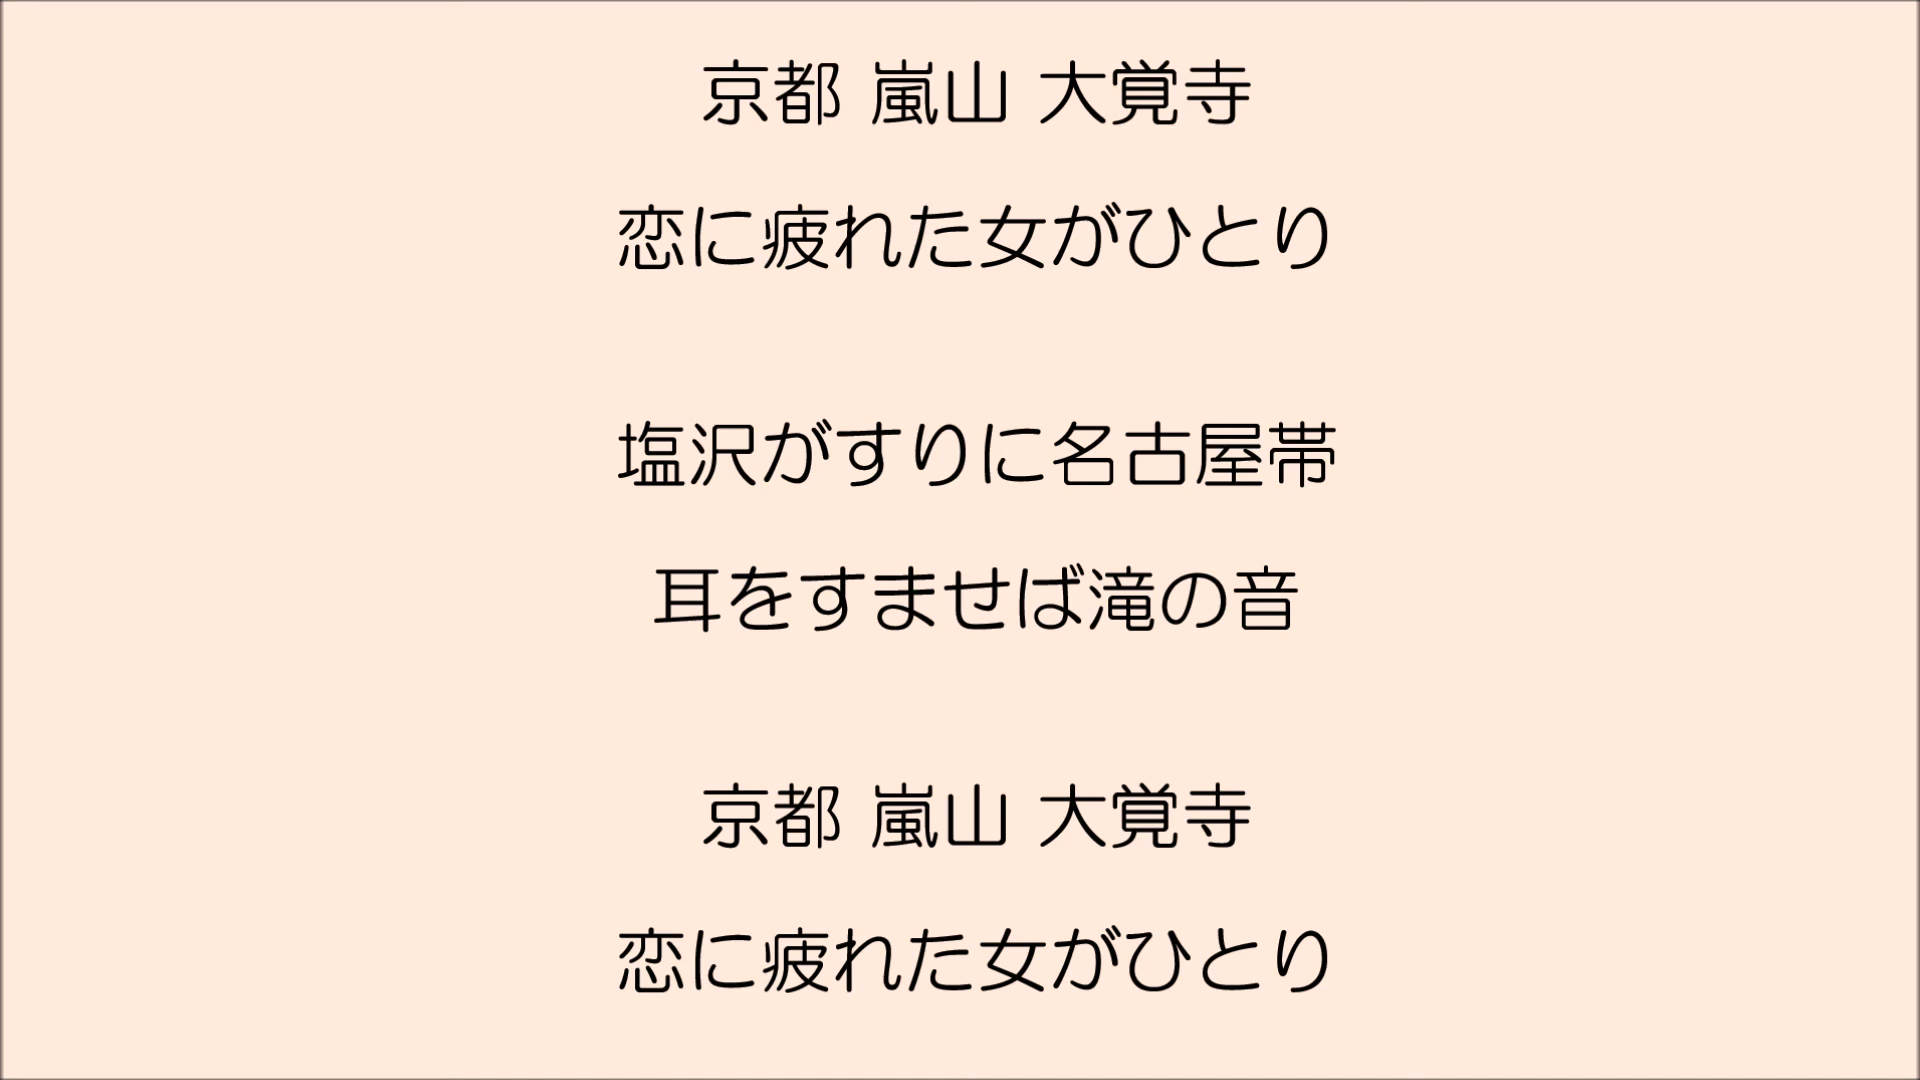 京都 嵐山 大覚寺
恋に疲れた女がひとり
塩沢がすりに名古屋帯
耳をすませば滝の音
京都 嵐山 大覚寺
恋に疲れた女がひとり